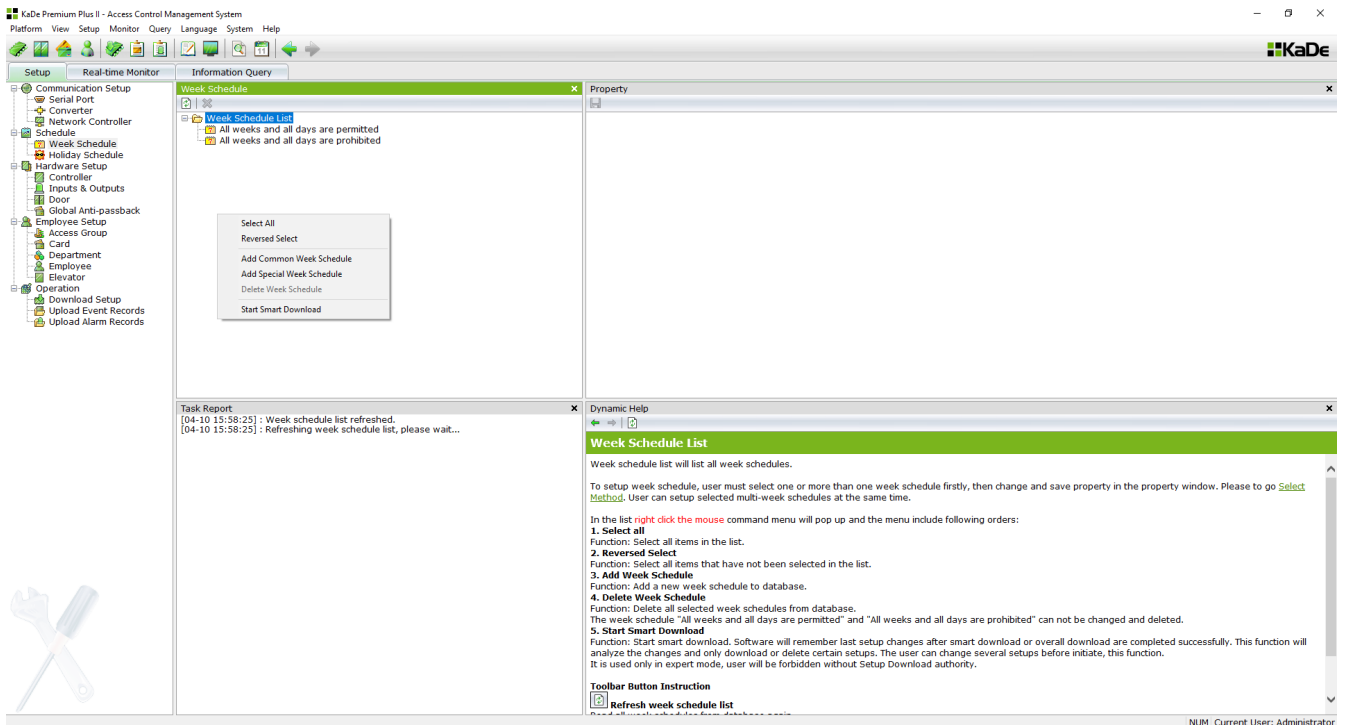 KaDe Premium Plus II - Access Control Management System
Platform View Setup Monitor Query Language System Help
KaDe
Setup Real-time Monitor Information Query
Communication Setup
Serial Port
Converter
Network Controller
Schedule
Week Schedule
Holiday Schedule
Hardware Setup
Controller
Inputs & Outputs
Door
Global Anti-passback
Employee Setup
Access Group
Card
Department
Employee
Elevator
Operation
Download Setup
Upload Event Records
Upload Alarm Records
Week Schedule
Week Schedule List
All weeks and all days are permitted
All weeks and all days are prohibited
Select All
Reversed Select
Add Common Week Schedule
Add Special Week Schedule
Delete Week Schedule
Start Smart Download
Property
Task Report
[04-10 15:58:25] : Week schedule list refreshed.
[04-10 15:58:25] : Refreshing week schedule list, please wait...
Dynamic Help
Week Schedule List
Week schedule list will list all week schedules.
To setup week schedule, user must select one or more than one week schedule firstly, then change and save property in the property window. Please to go Select
Method. User can setup selected multi-week schedules at the same time.
In the list right click the mouse command menu will pop up and the menu include following orders:
1. Select all
Function: Select all items in the list.
2. Reversed Select
Function: Select all items that have not been selected in the list.
3. Add Week Schedule
Function: Add a new week schedule to database.
4. Delete Week Schedule
Function: Delete all selected week schedules from database.
The week schedule "All weeks and all days are permitted" and "All weeks and all days are prohibited" can not be changed and deleted.
5. Start Smart Download
Function: Start smart download. Software will remember last setup changes after smart download or overall download are completed successfully. This function will
analyze the changes and only download or delete certain setups. The user can change several setups before initiate, this function.
It is used only in expert mode, user will be forbidden without Setup Download authority.
Toolbar Button Instruction
Refresh week schedule list
NUM Current User: Administrator